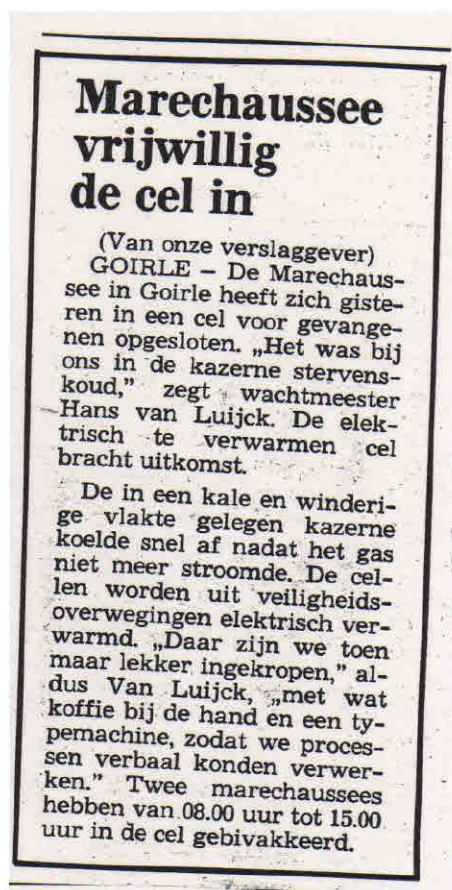 Marechaussee
vrijwillig
de cel in
(Van onze verslaggever)
GOIRLE – De Marechaus-
see in Goirle heeft zich giste-
ren in een cel voor gevange-
nen opgesloten. „Het was bij
ons in de kazerne stervens-
koud,” zegt wachtmeester
Hans van Luijck. De elek-
trisch te verwarmen cel
bracht uitkomst.
De in een kale en winderi-
ge vlakte gelegen kazerne
koelde snel af nadat het gas
niet meer stroomde. De cel-
len worden uit veiligheids-
overwegingen elektrisch ver-
warmd. „Daar zijn we toen
maar lekker ingekropen,” al-
dus Van Luijck, „met wat
koffie bij de hand en een ty-
pemachine, zodat we proces-
sen verbaal konden verwer-
ken.” Twee marechaussees
hebben van 08.00 uur tot 15.00
uur in de cel gebivakkeerd.